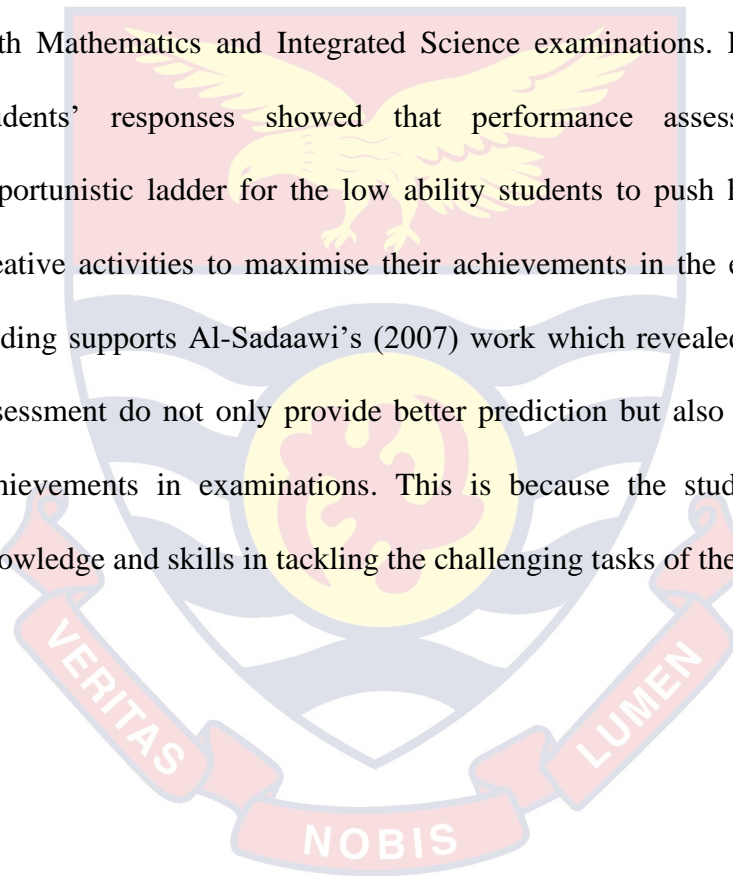 th Mathematics and Integrated Science examinations.
udents’ responses showed that performance assess
portunistic ladder for the low ability students to push
eative activities to maximise their achievements in the e
ding supports Al-Sadaawi’s (2007) work which revealed
sessment do not only provide better prediction but also
hievements in examinations. This is because the stud
owledge and skills in tackling the challenging tasks of the
VERITAS
NOBIS
LUMEN